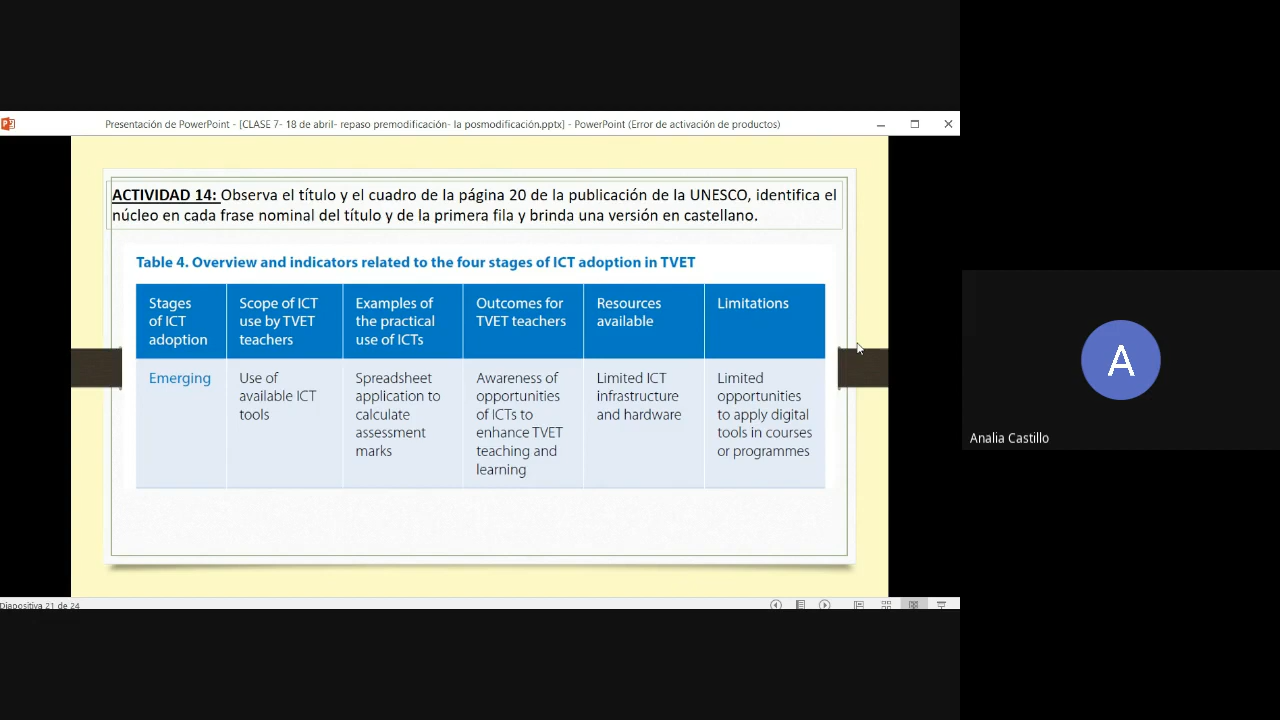 Presentación de PowerPoint - [CLASE 7- 18 de abril- repaso premodificación- la posmodificación.pptx] - PowerPoint (Error de activación de productos)
ACTIVIDAD 14: Observa el título y el cuadro de la página 20 de la publicación de la UNESCO, identifica el
núcleo en cada frase nominal del título y de la primera fila y brinda una versión en castellano.
Table 4. Overview and indicators related to the four stages of ICT adoption in TVET
Stages
of ICT
adoption
Scope of ICT
use by TVET
teachers
Examples of
the practical
use of ICTs
Outcomes for
TVET teachers
Resources
available
Limitations
Emerging
Use of
available ICT
tools
Spreadsheet
application to
calculate
assessment
marks
Awareness of
opportunities
of ICTs to
enhance TVET
teaching and
learning
Limited ICT
infrastructure
and hardware
Limited
opportunities
to apply digital
tools in courses
or programmes
Diapositiva 21 de 24
A
Analia Castillo